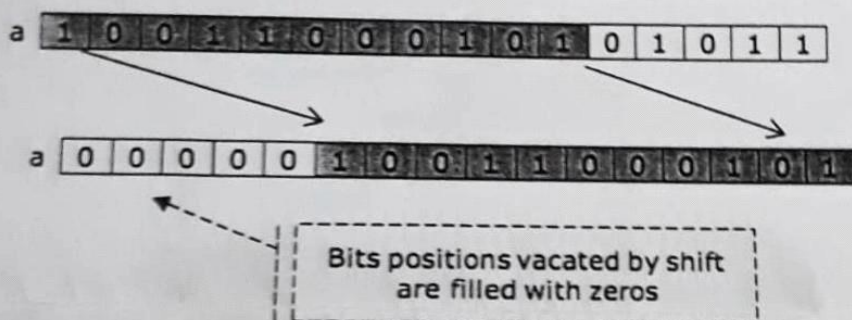 a 1 0 0 1 1 0 0 0 1 0 1 0 1 0 1 1
a 0 0 0 0 0 1 0 0 1 1 0 0 0 1 0 1
Bits positions vacated by shift
are filled with zeros